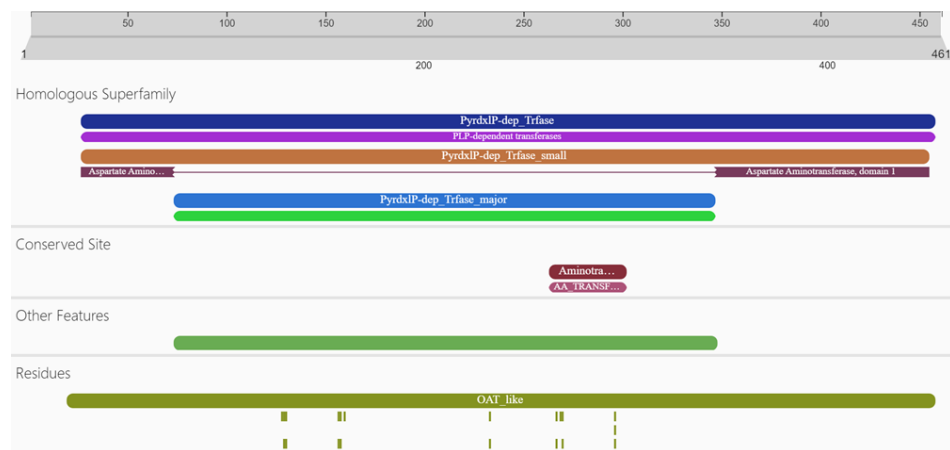 50 100 150 200 250 300 350 400 450
1 461
200 400
Homologous Superfamily
PyrdxlP-dep_Trfase
PLP-dependent transferases
PyrdxlP-dep_Trfase_small
Aspartate Amino… Aspartate Aminotransferase, domain 1
PyrdxlP-dep_Trfase_major
Conserved Site
Aminotra…
AA_TRANSF…
Other Features
Residues
OAT_like